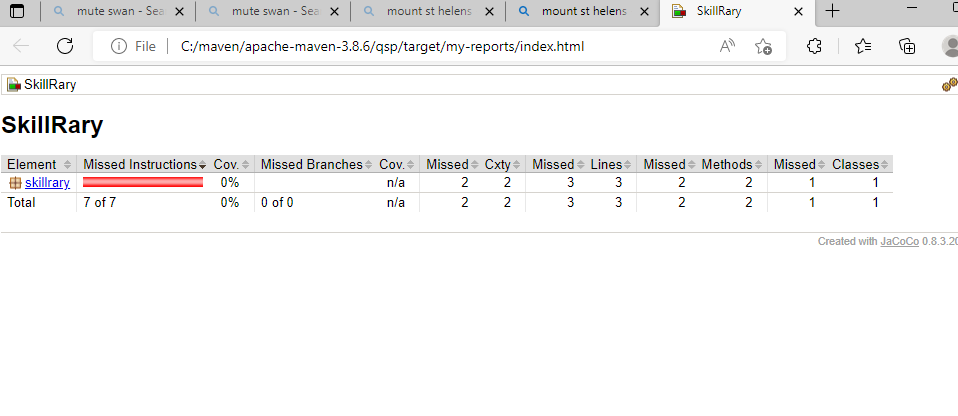 mute swan - Sea mute swan - Sea mount st helens mount st helens SkillRary
File C:/maven/apache-maven-3.8.6/qsp/target/my-reports/index.html
SkillRary
SkillRary
Element Missed Instructions Cov. Missed Branches Cov. Missed Cxty Missed Lines Missed Methods Missed Classes
skillrary 0% n/a 2 2 3 3 2 2 1 1
Total 7 of 7 0% 0 of 0 n/a 2 2 3 3 2 2 1 1
Created with JaCoCo 0.8.3.20